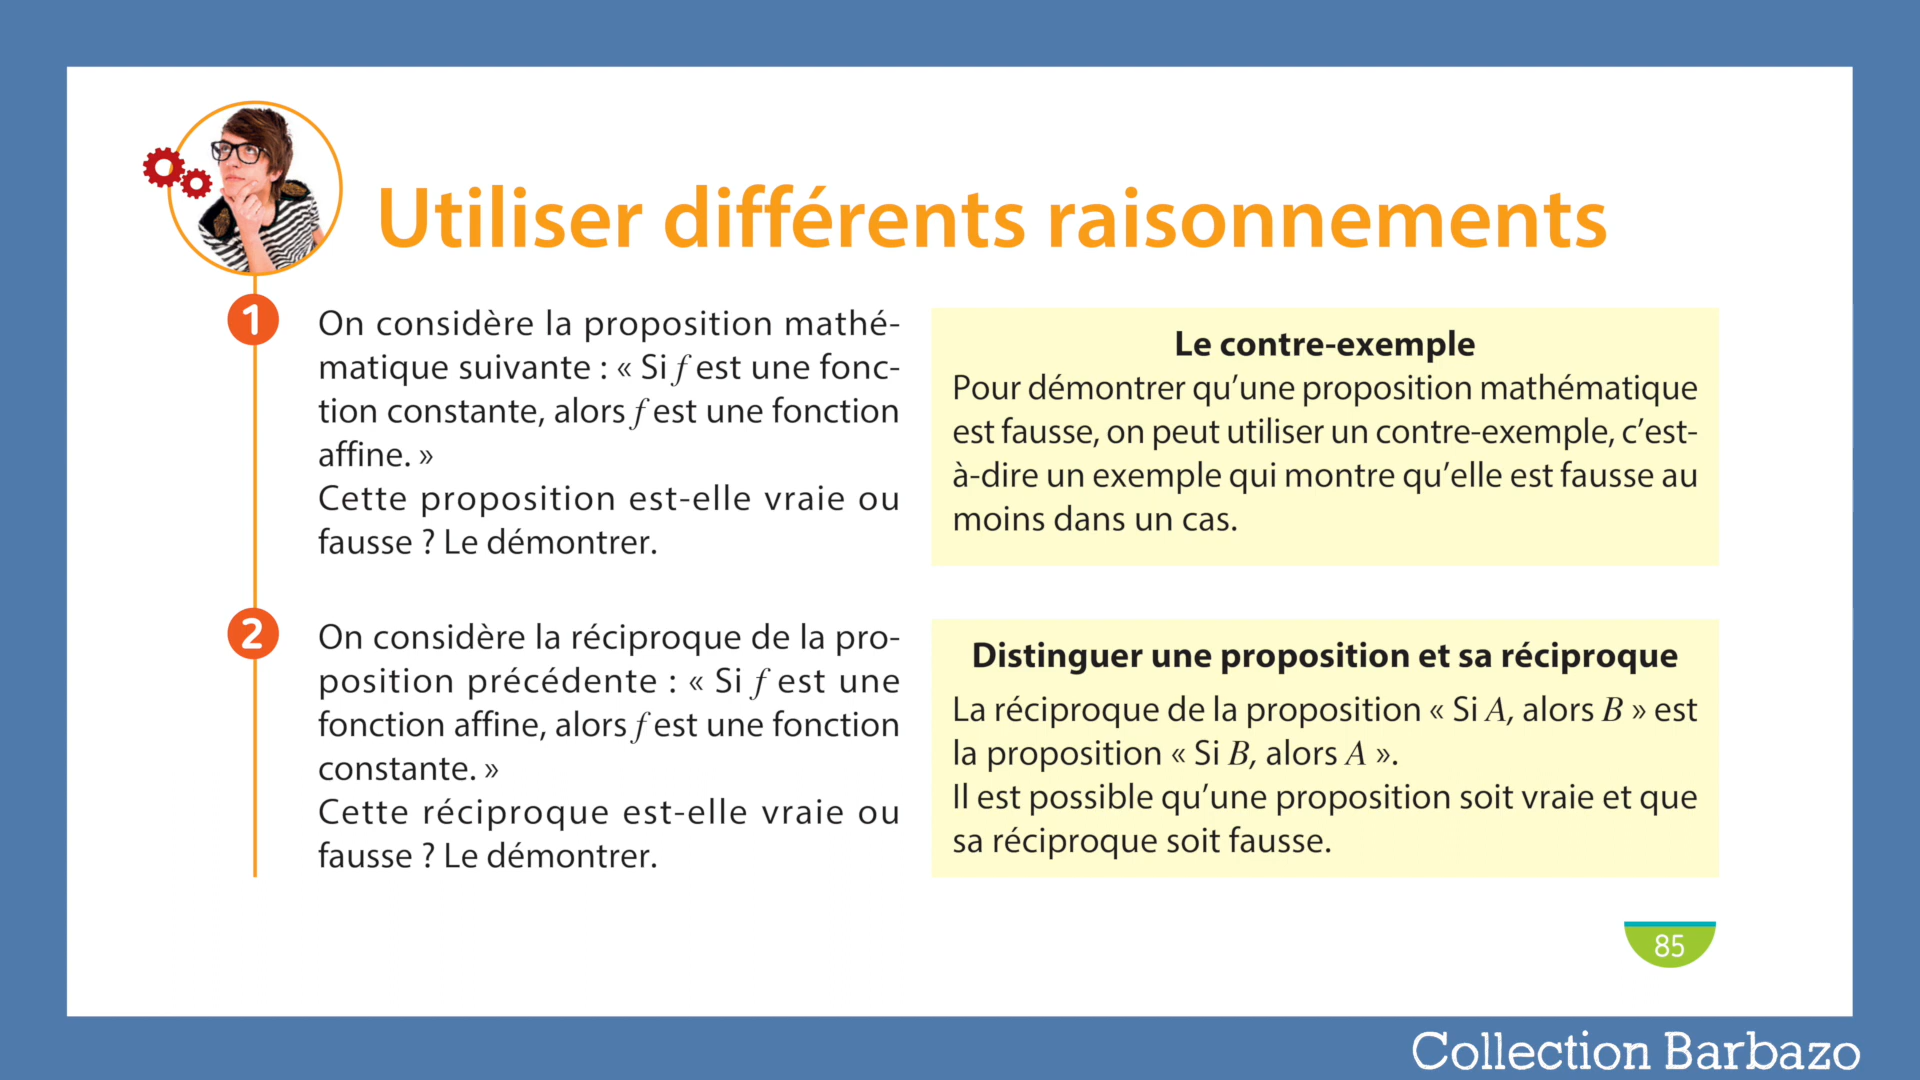 Utiliser différents raisonnements
1
On considère la proposition mathé-
matique suivante : « Si f est une fonc-
tion constante, alors f est une fonction
affine. »
Cette proposition est-elle vraie ou
fausse ? Le démontrer.
Le contre-exemple
Pour démontrer qu’une proposition mathématique
est fausse, on peut utiliser un contre-exemple, c’est-
à-dire un exemple qui montre qu’elle est fausse au
moins dans un cas.
2
On considère la réciproque de la pro-
position précédente : « Si f est une
fonction affine, alors f est une fonction
constante. »
Cette réciproque est-elle vraie ou
fausse ? Le démontrer.
Distinguer une proposition et sa réciproque
La réciproque de la proposition « Si A, alors B » est
la proposition « Si B, alors A ».
Il est possible qu’une proposition soit vraie et que
sa réciproque soit fausse.
85
Collection Barbazo